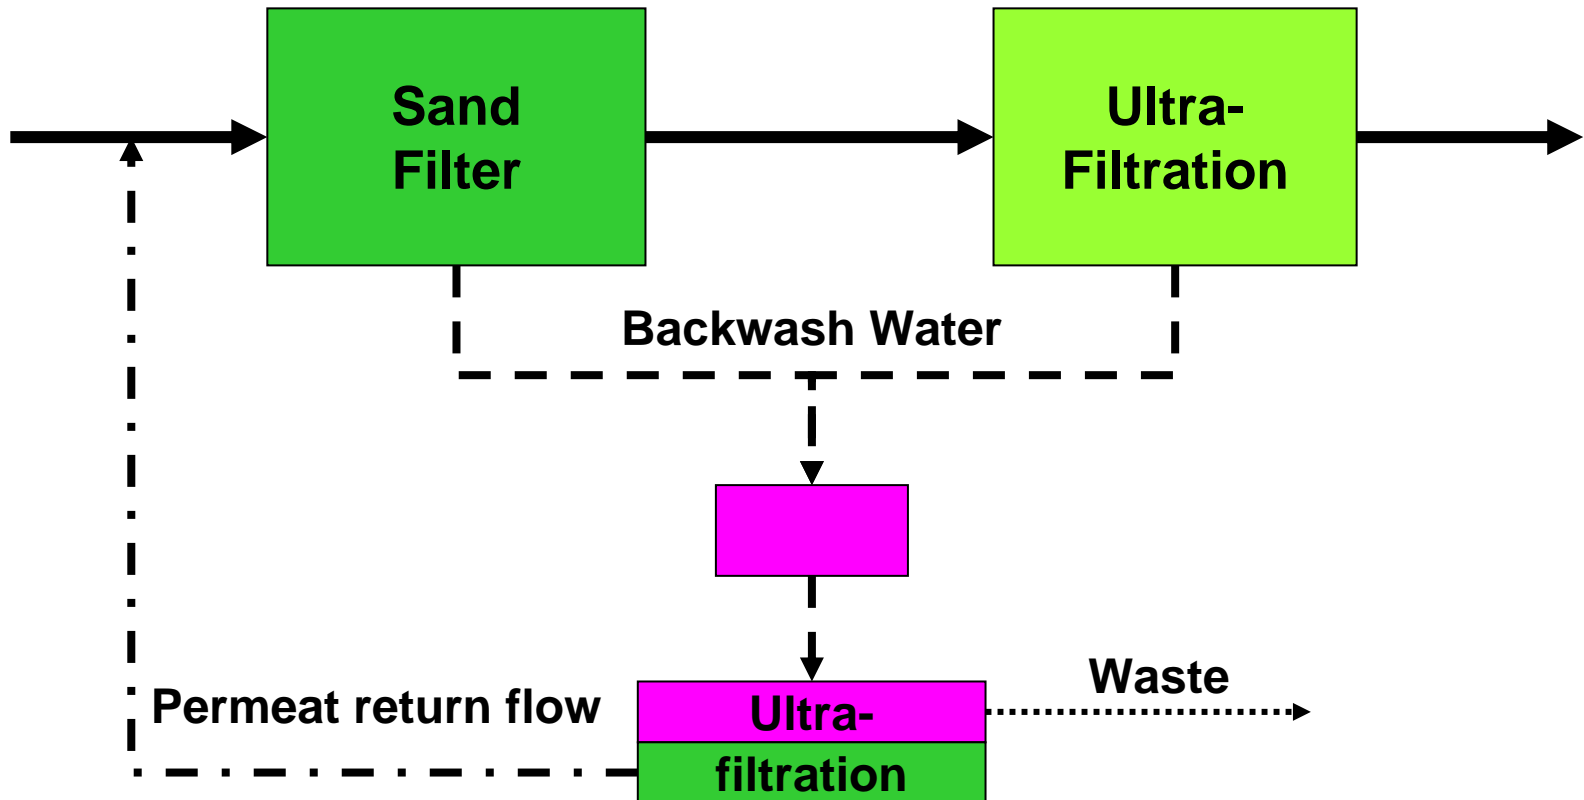 Sand
Filter
Ultra-
Filtration
Backwash Water
Permeat return flow
Ultra-
filtration
Waste